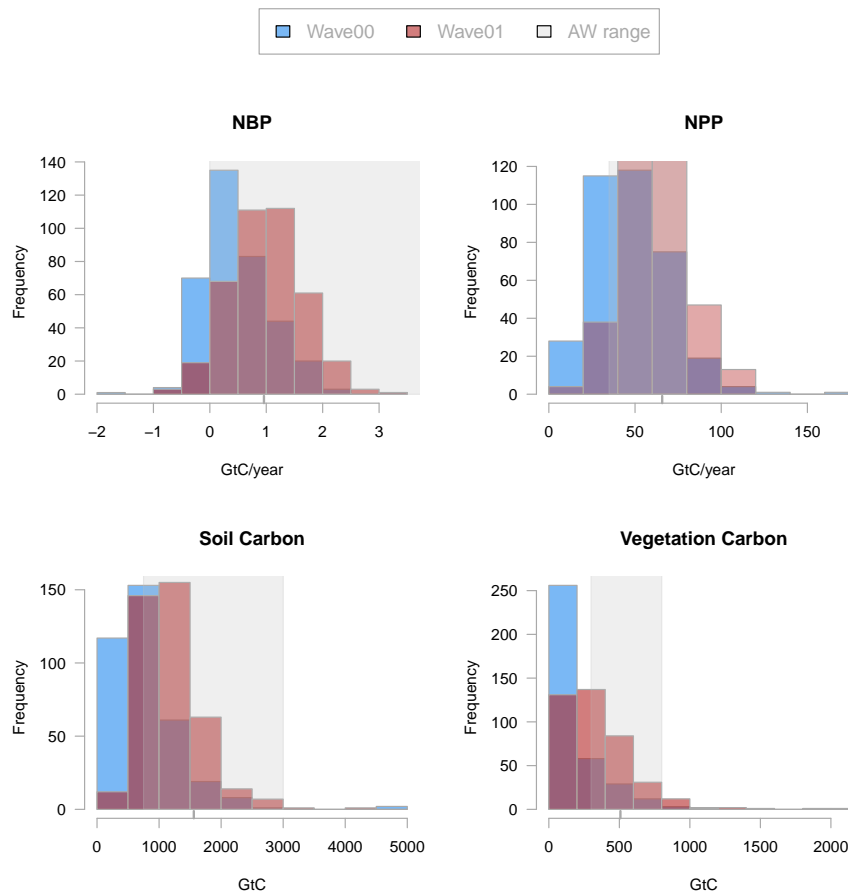 Wave00 Wave01 AW range
NBP
Frequency
140
120
100
80
60
40
20
0
−2 −1 0 1 2 3
GtC/year
NPP
Frequency
120
100
80
60
40
20
0
0 50 100 150
GtC/year
Soil Carbon
Frequency
150
100
50
0
0 1000 2000 3000 4000 5000
GtC
Vegetation Carbon
Frequency
250
200
150
100
50
0
0 500 1000 1500 2000
GtC